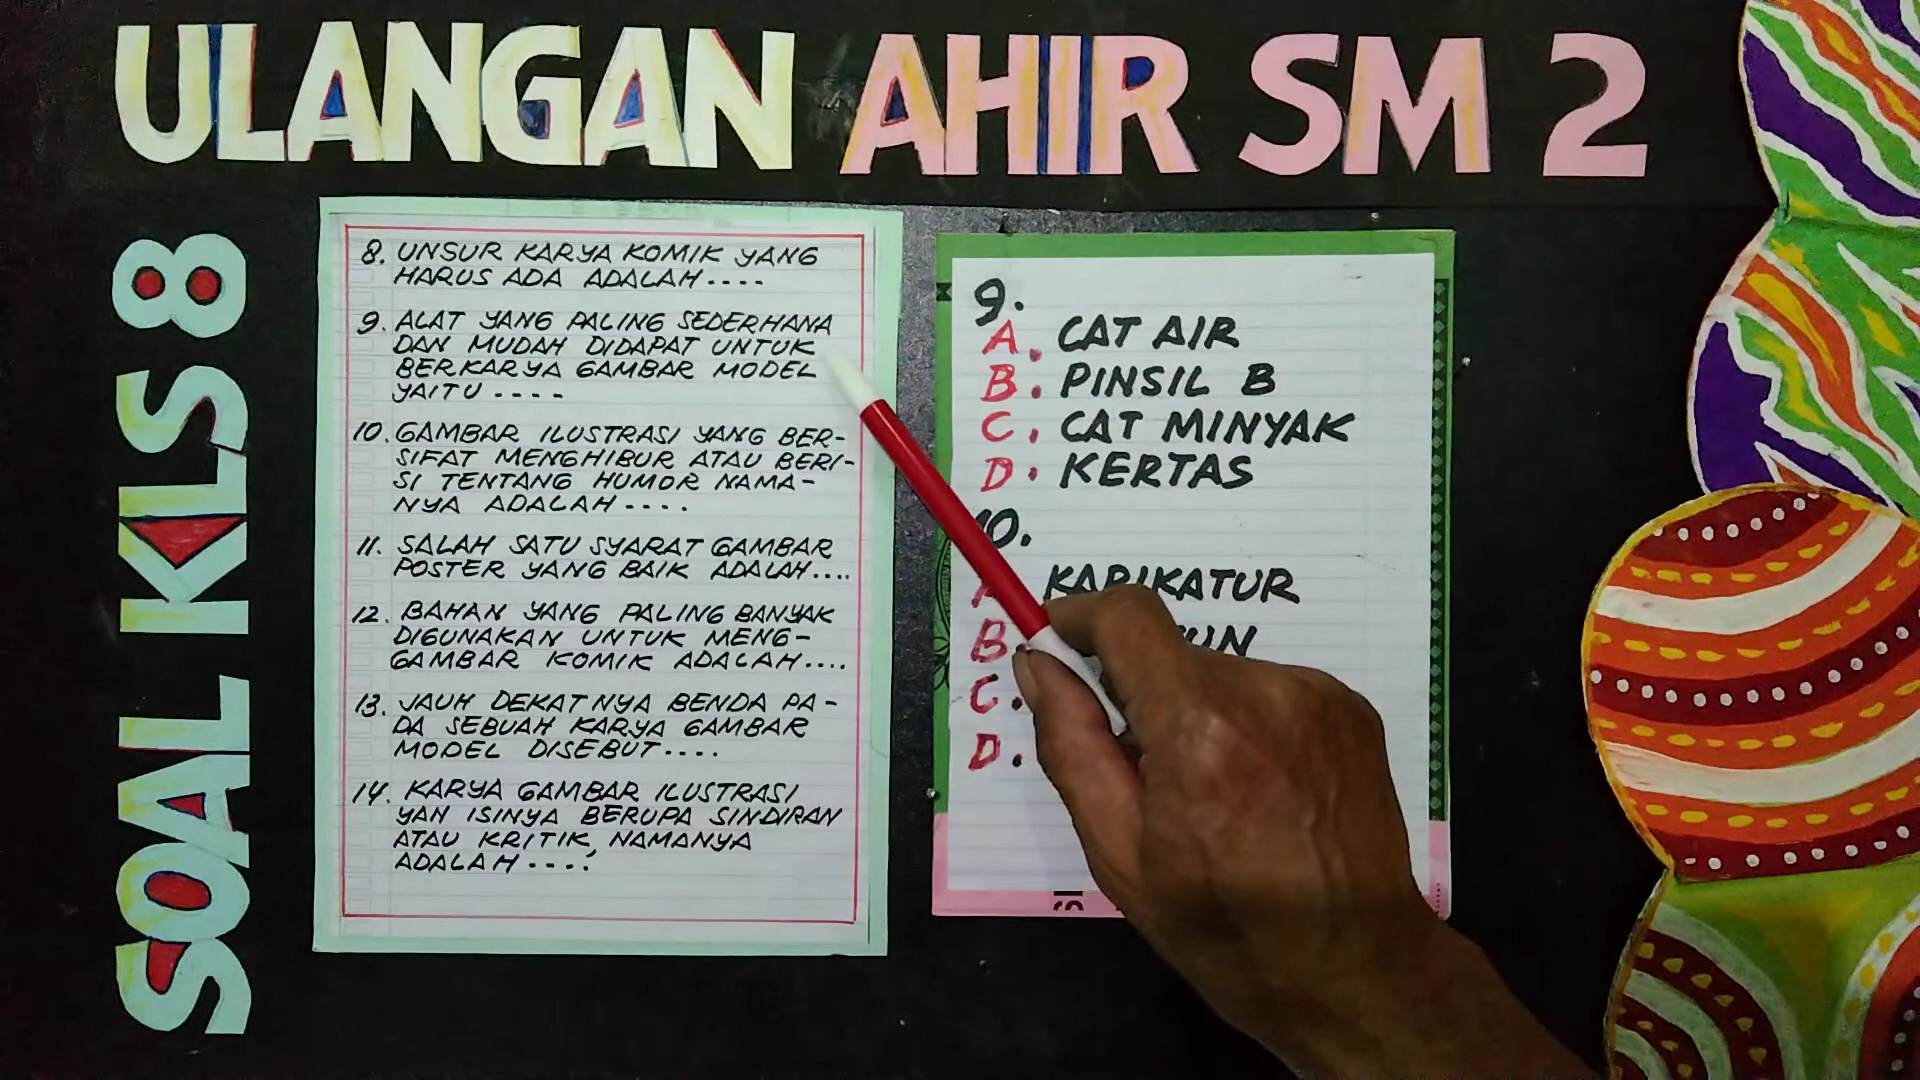 ULANGAN AHIR SM 2
SOAL KLS 8
8. UNSUR KARYA KOMIK YANG
HARUS ADA ADALAH....
9. ALAT YANG PALING SEDERHANA
DAN MUDAH DIDAPAT UNTUK
BERKARYA GAMBAR MODEL
YAITU ....
10. GAMBAR ILUSTRASI YANG BER-
SIFAT MENGHIBUR ATAU BERI-
SI TENTANG HUMOR NAMA-
NYA ADALAH ....
11. SALAH SATU SYARAT GAMBAR
POSTER YANG BAIK ADALAH....
12. BAHAN YANG PALING BANYAK
DIGUNAKAN UNTUK MENG-
GAMBAR KOMIK ADALAH....
13. JAUH DEKATNYA BENDA PA-
DA SEBUAH KARYA GAMBAR
MODEL DISEBUT....
14. KARYA GAMBAR ILUSTRASI
YAN ISINYA BERUPA SINDIRAN
ATAU KRITIK, NAMANYA
ADALAH ....
9.
A. CAT AIR
B. PINSIL B
C. CAT MINYAK
D. KERTAS
10.
KARIKATUR
B.
C.
D.